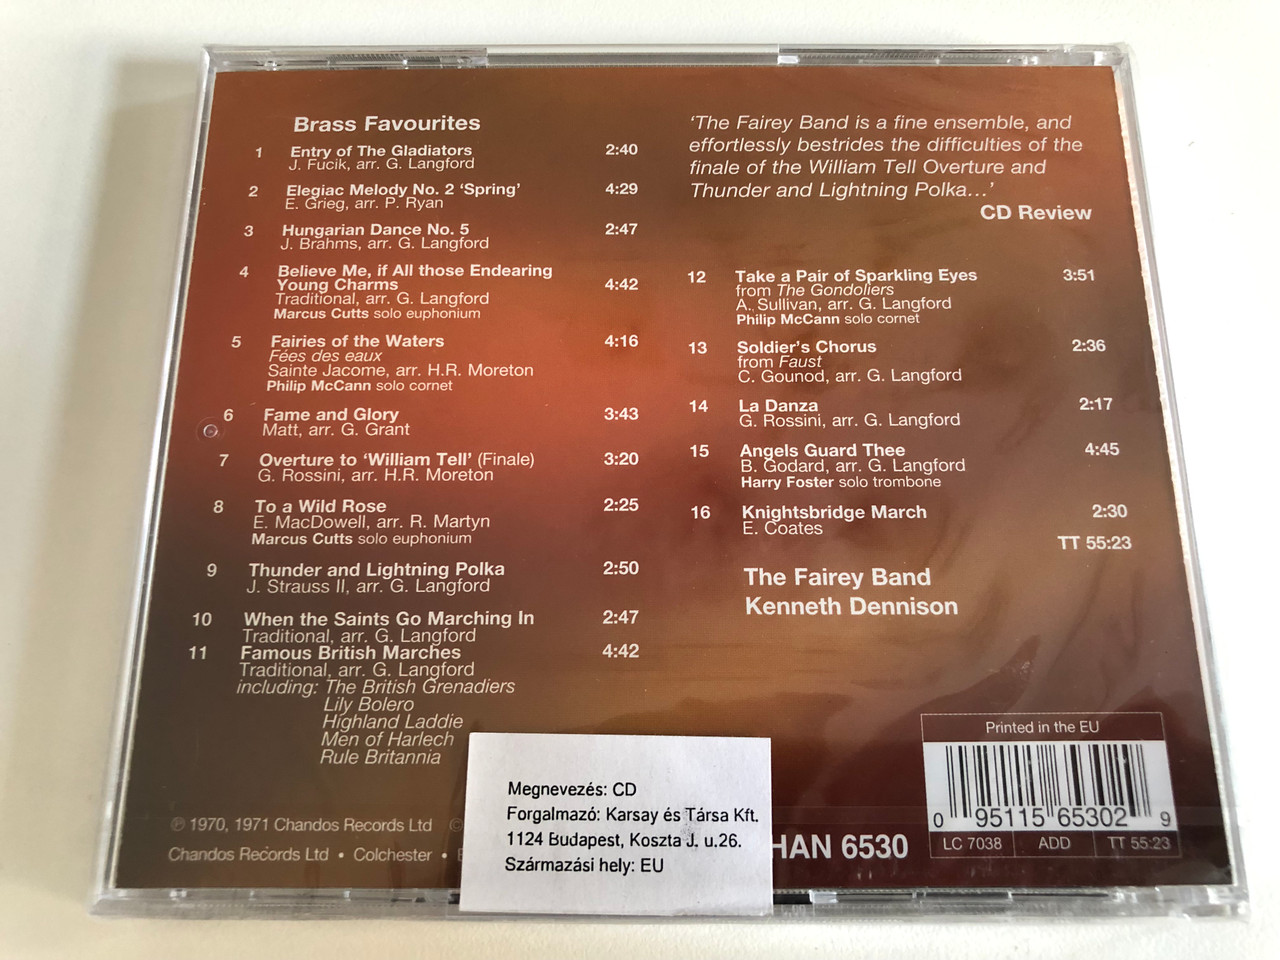 Brass Favourites
1 Entry of The Gladiators 2:40
J. Fucik, arr. G. Langford
2 Elegiac Melody No. 2 ‘Spring’ 4:29
E. Grieg, arr. P. Ryan
3 Hungarian Dance No. 5 2:47
J. Brahms, arr. G. Langford
4 Believe Me, if All those Endearing
Young Charms 4:42
Traditional, arr. G. Langford
Marcus Cutts solo euphonium
5 Fairies of the Waters 4:16
Fées des eaux
Sainte Jacome, arr. H.R. Moreton
Philip McCann solo cornet
6 Fame and Glory 3:43
Matt, arr. G. Grant
7 Overture to ‘William Tell’ (Finale) 3:20
G. Rossini, arr. H.R. Moreton
8 To a Wild Rose 2:25
E. MacDowell, arr. R. Martyn
Marcus Cutts solo euphonium
9 Thunder and Lightning Polka 2:50
J. Strauss II, arr. G. Langford
10 When the Saints Go Marching In 2:47
Traditional, arr. G. Langford
11 Famous British Marches 4:42
Traditional, arr. G. Langford
including: The British Grenadiers
Lily Bolero
Highland Laddie
Men of Harlech
Rule Britannia
‘The Fairey Band is a fine ensemble, and
effortlessly bestrides the difficulties of the
finale of the William Tell Overture and
Thunder and Lightning Polka...’
CD Review
12 Take a Pair of Sparkling Eyes 3:51
from The Gondoliers
A. Sullivan, arr. G. Langford
Philip McCann solo cornet
13 Soldier's Chorus 2:36
from Faust
C. Gounod, arr. G. Langford
14 La Danza 2:17
G. Rossini, arr. G. Langford
15 Angels Guard Thee 4:45
B. Godard, arr. G. Langford
Harry Foster solo trombone
16 Knightsbridge March 2:30
E. Coates
TT 55:23
The Fairey Band
Kenneth Dennison
℗ 1970, 1971 Chandos Records Ltd ©
Chandos Records Ltd • Colchester •
Megnevezés: CD
Forgalmazó: Karsay és Társa Kft.
1124 Budapest, Koszta J. u.26.
Származási hely: EU
HAN 6530
Printed in the EU
0 95115 65302 9
LC 7038 ADD TT 55:23